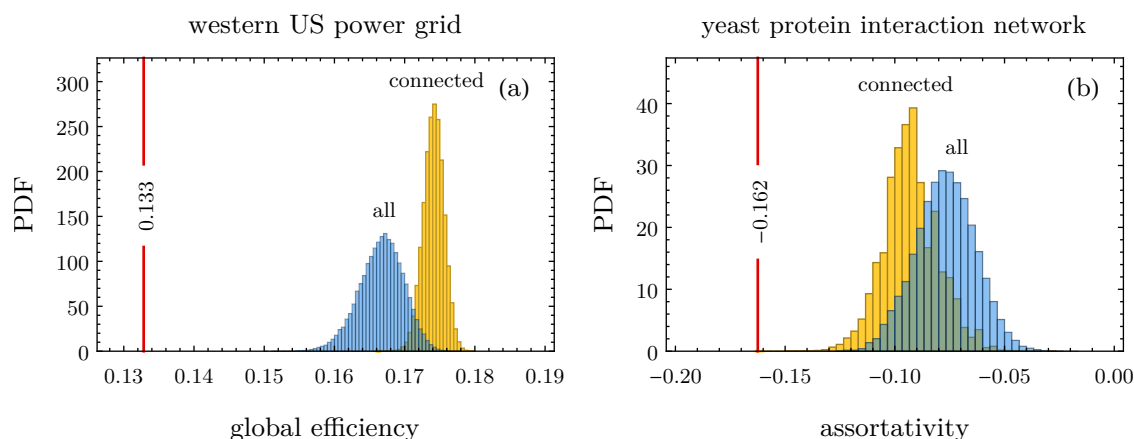 western US power grid
(a)
connected
all
0.133
PDF
300
250
200
150
100
50
0
0.13 0.14 0.15 0.16 0.17 0.18 0.19
global efficiency
yeast protein interaction network
(b)
connected
all
−0.162
PDF
40
30
20
10
0
−0.20 −0.15 −0.10 −0.05 0.00
assortativity